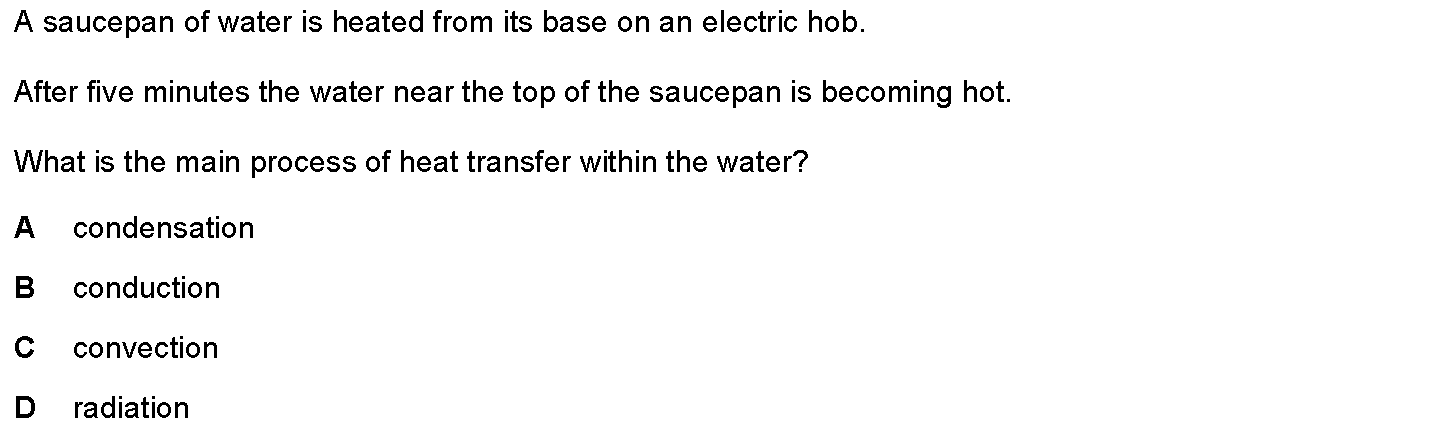 A saucepan of water is heated from its base on an electric hob.
After five minutes the water near the top of the saucepan is becoming hot.
What is the main process of heat transfer within the water?
A condensation
B conduction
C convection
D radiation